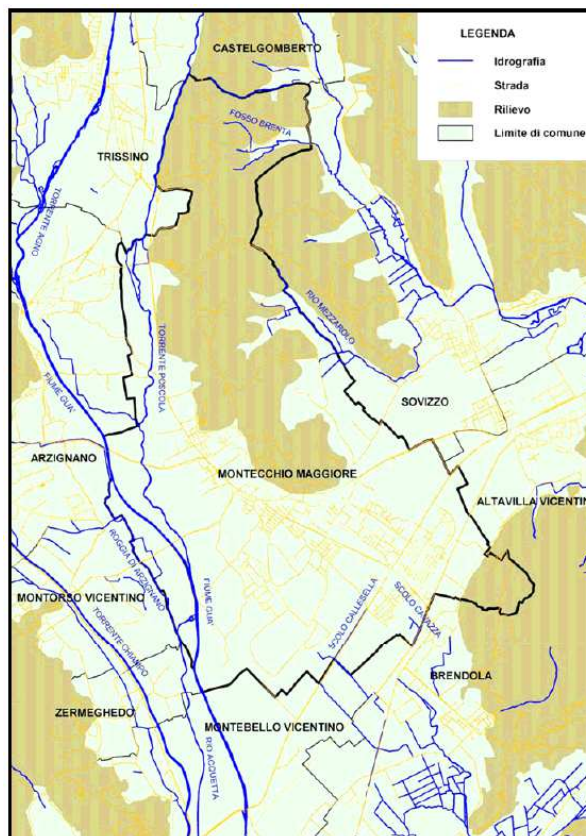 CASTELGOMBERTO
LEGENDA
Idrografia
Strada
Rilievo
Limite di comune
FOSSO BRENTA
TRISSINO
TORRENTE AGNO
RIO MEZZAROLO
TORRENTE POSCOLA
FIUME GUA'
SOVIZZO
ARZIGNANO
MONTECCHIO MAGGIORE
ALTAVILLA VICENTIN
ROGGIA DI ARZIGNANO
MONTORSO VICENTINO
FIUME GUA'
TORRENTE CHIAMPO
SCOLO CALLESELLA
SCOLO CAVAZZA
BRENDOLA
ZERMEGHEDO
MONTEBELLO VICENTINO
RIO ACQUETTA